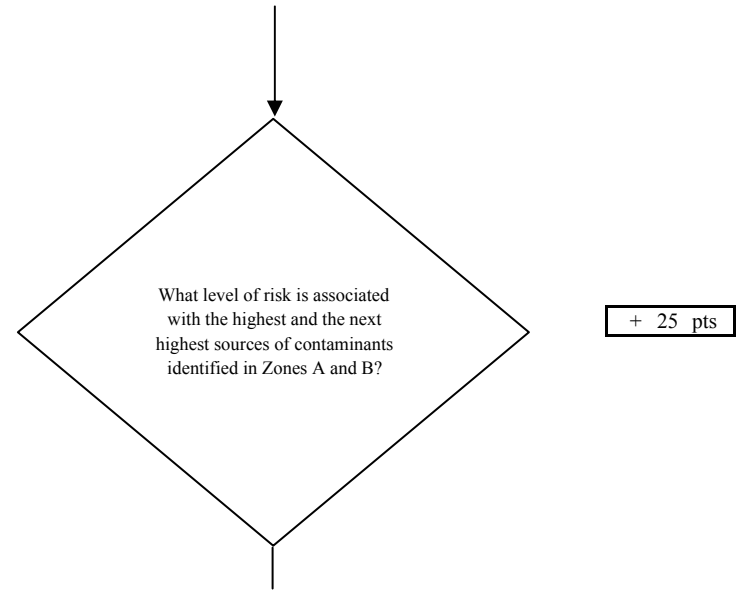 What level of risk is associated
with the highest and the next
highest sources of contaminants
identified in Zones A and B?
+ 25 pts